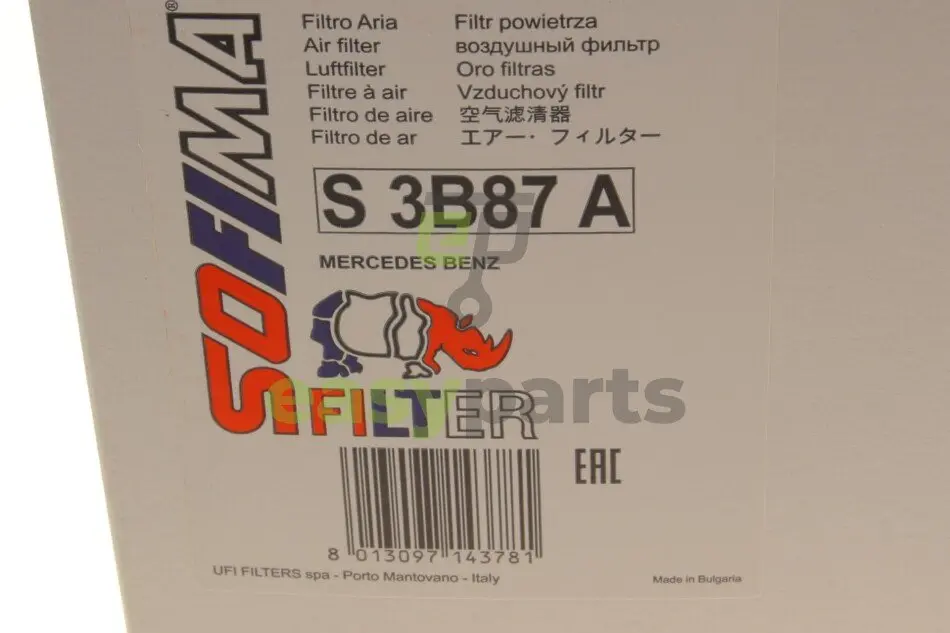 SOFIMA®
FILTER
Filtro Aria
Air filter
Luftfilter
Filtre à air
Filtro de aire
Filtro de ar
Filtr powietrza
воздушный фильтр
Oro filtras
Vzduchový filtr
空气滤清器
エアー・フィルター
S 3B87 A
MERCEDES BENZ
ep
easyparts
EAC
8 013097 143781
UFI FILTERS spa - Porto Mantovano - Italy
Made in Bulgaria